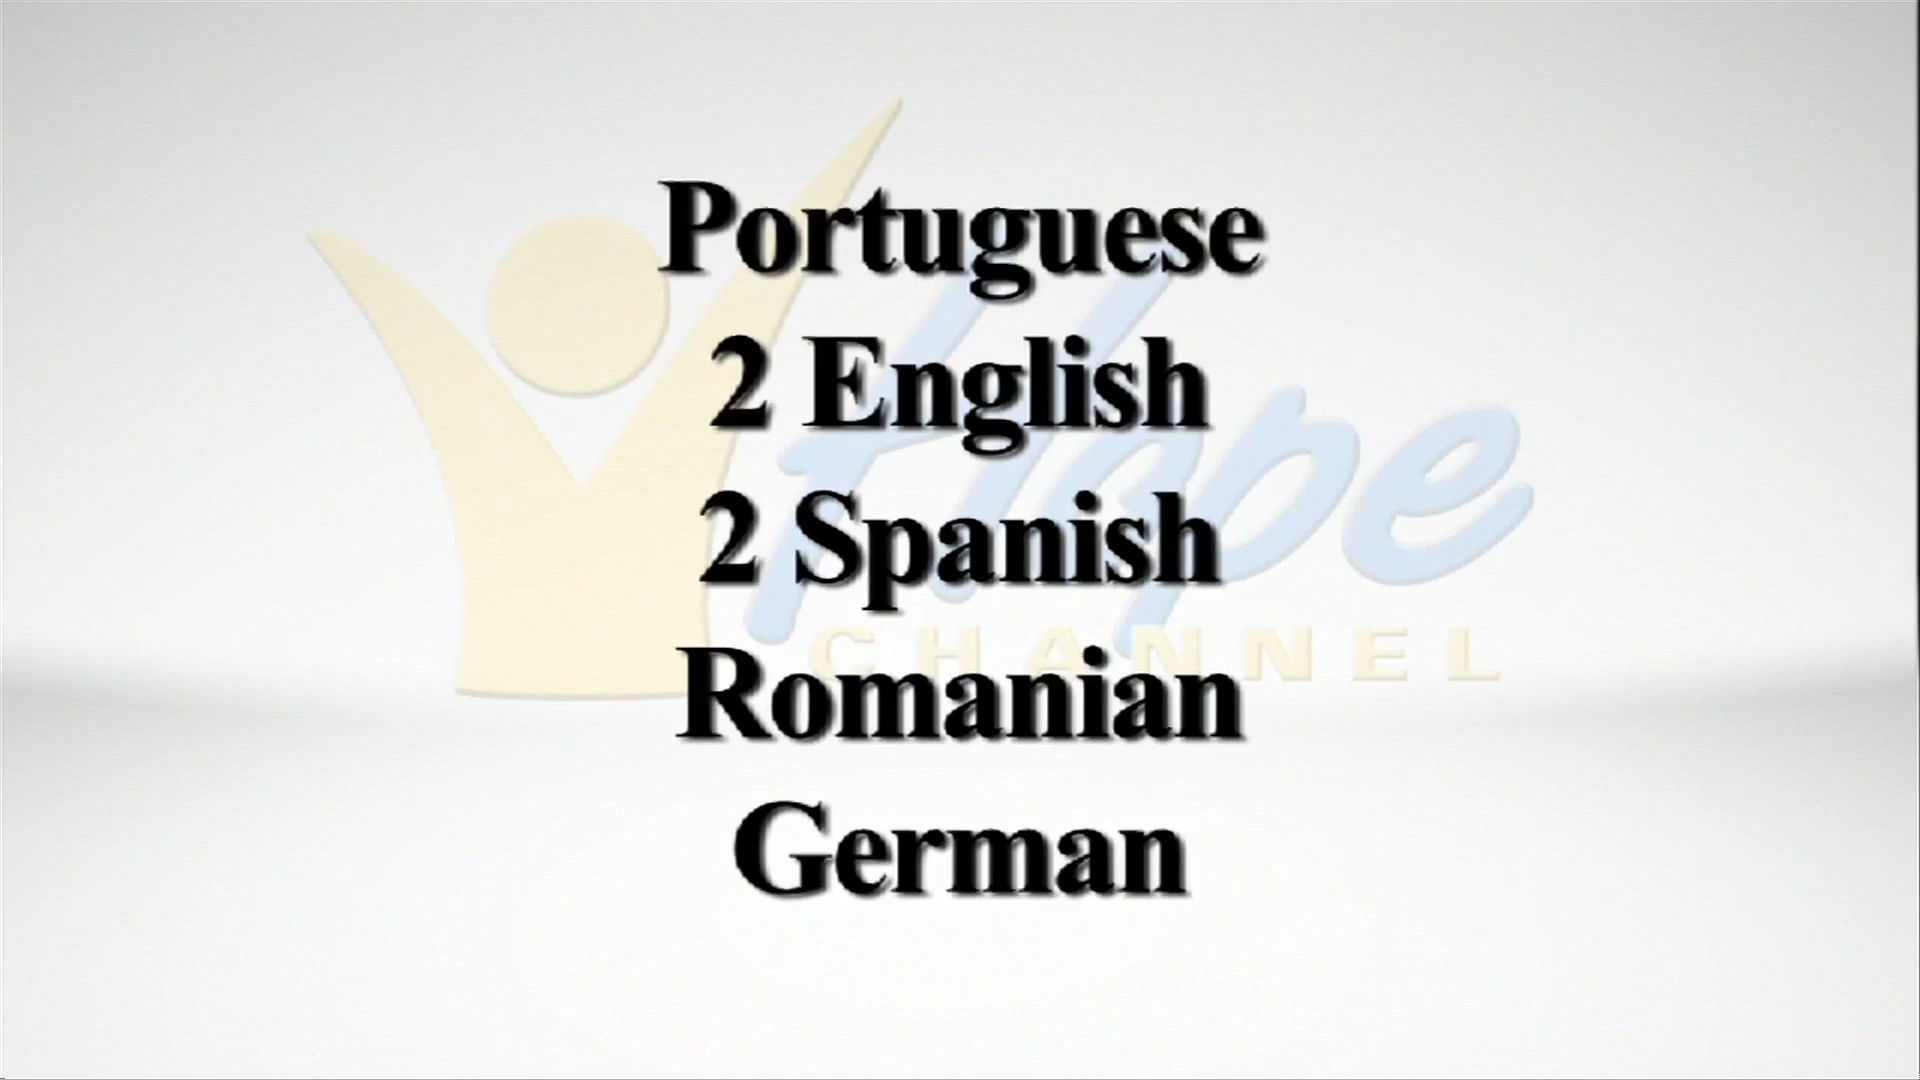 Portuguese
2 English
2 Spanish
Romanian
German
Hope
CHANNEL